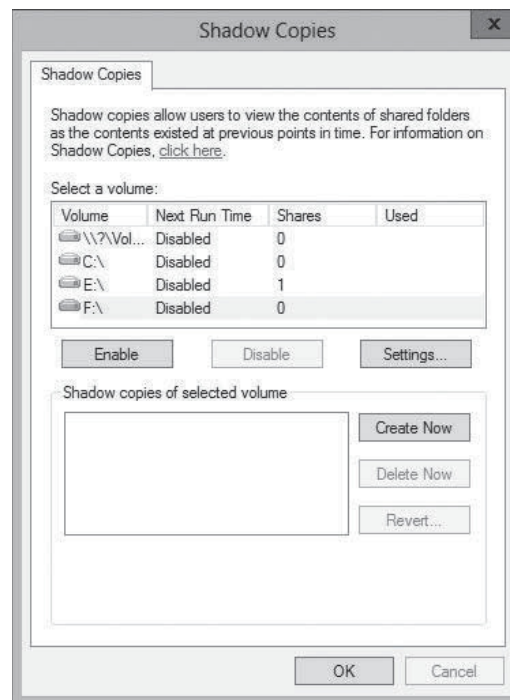 Shadow Copies
x
Shadow Copies
Shadow copies allow users to view the contents of shared folders
as the contents existed at previous points in time. For information on
Shadow Copies, click here.
Select a volume:
Volume Next Run Time Shares Used
\\?\Vol... Disabled 0
C:\ Disabled 0
E:\ Disabled 1
F:\ Disabled 0
Enable Disable Settings...
Shadow copies of selected volume
Create Now
Delete Now
Revert...
OK Cancel